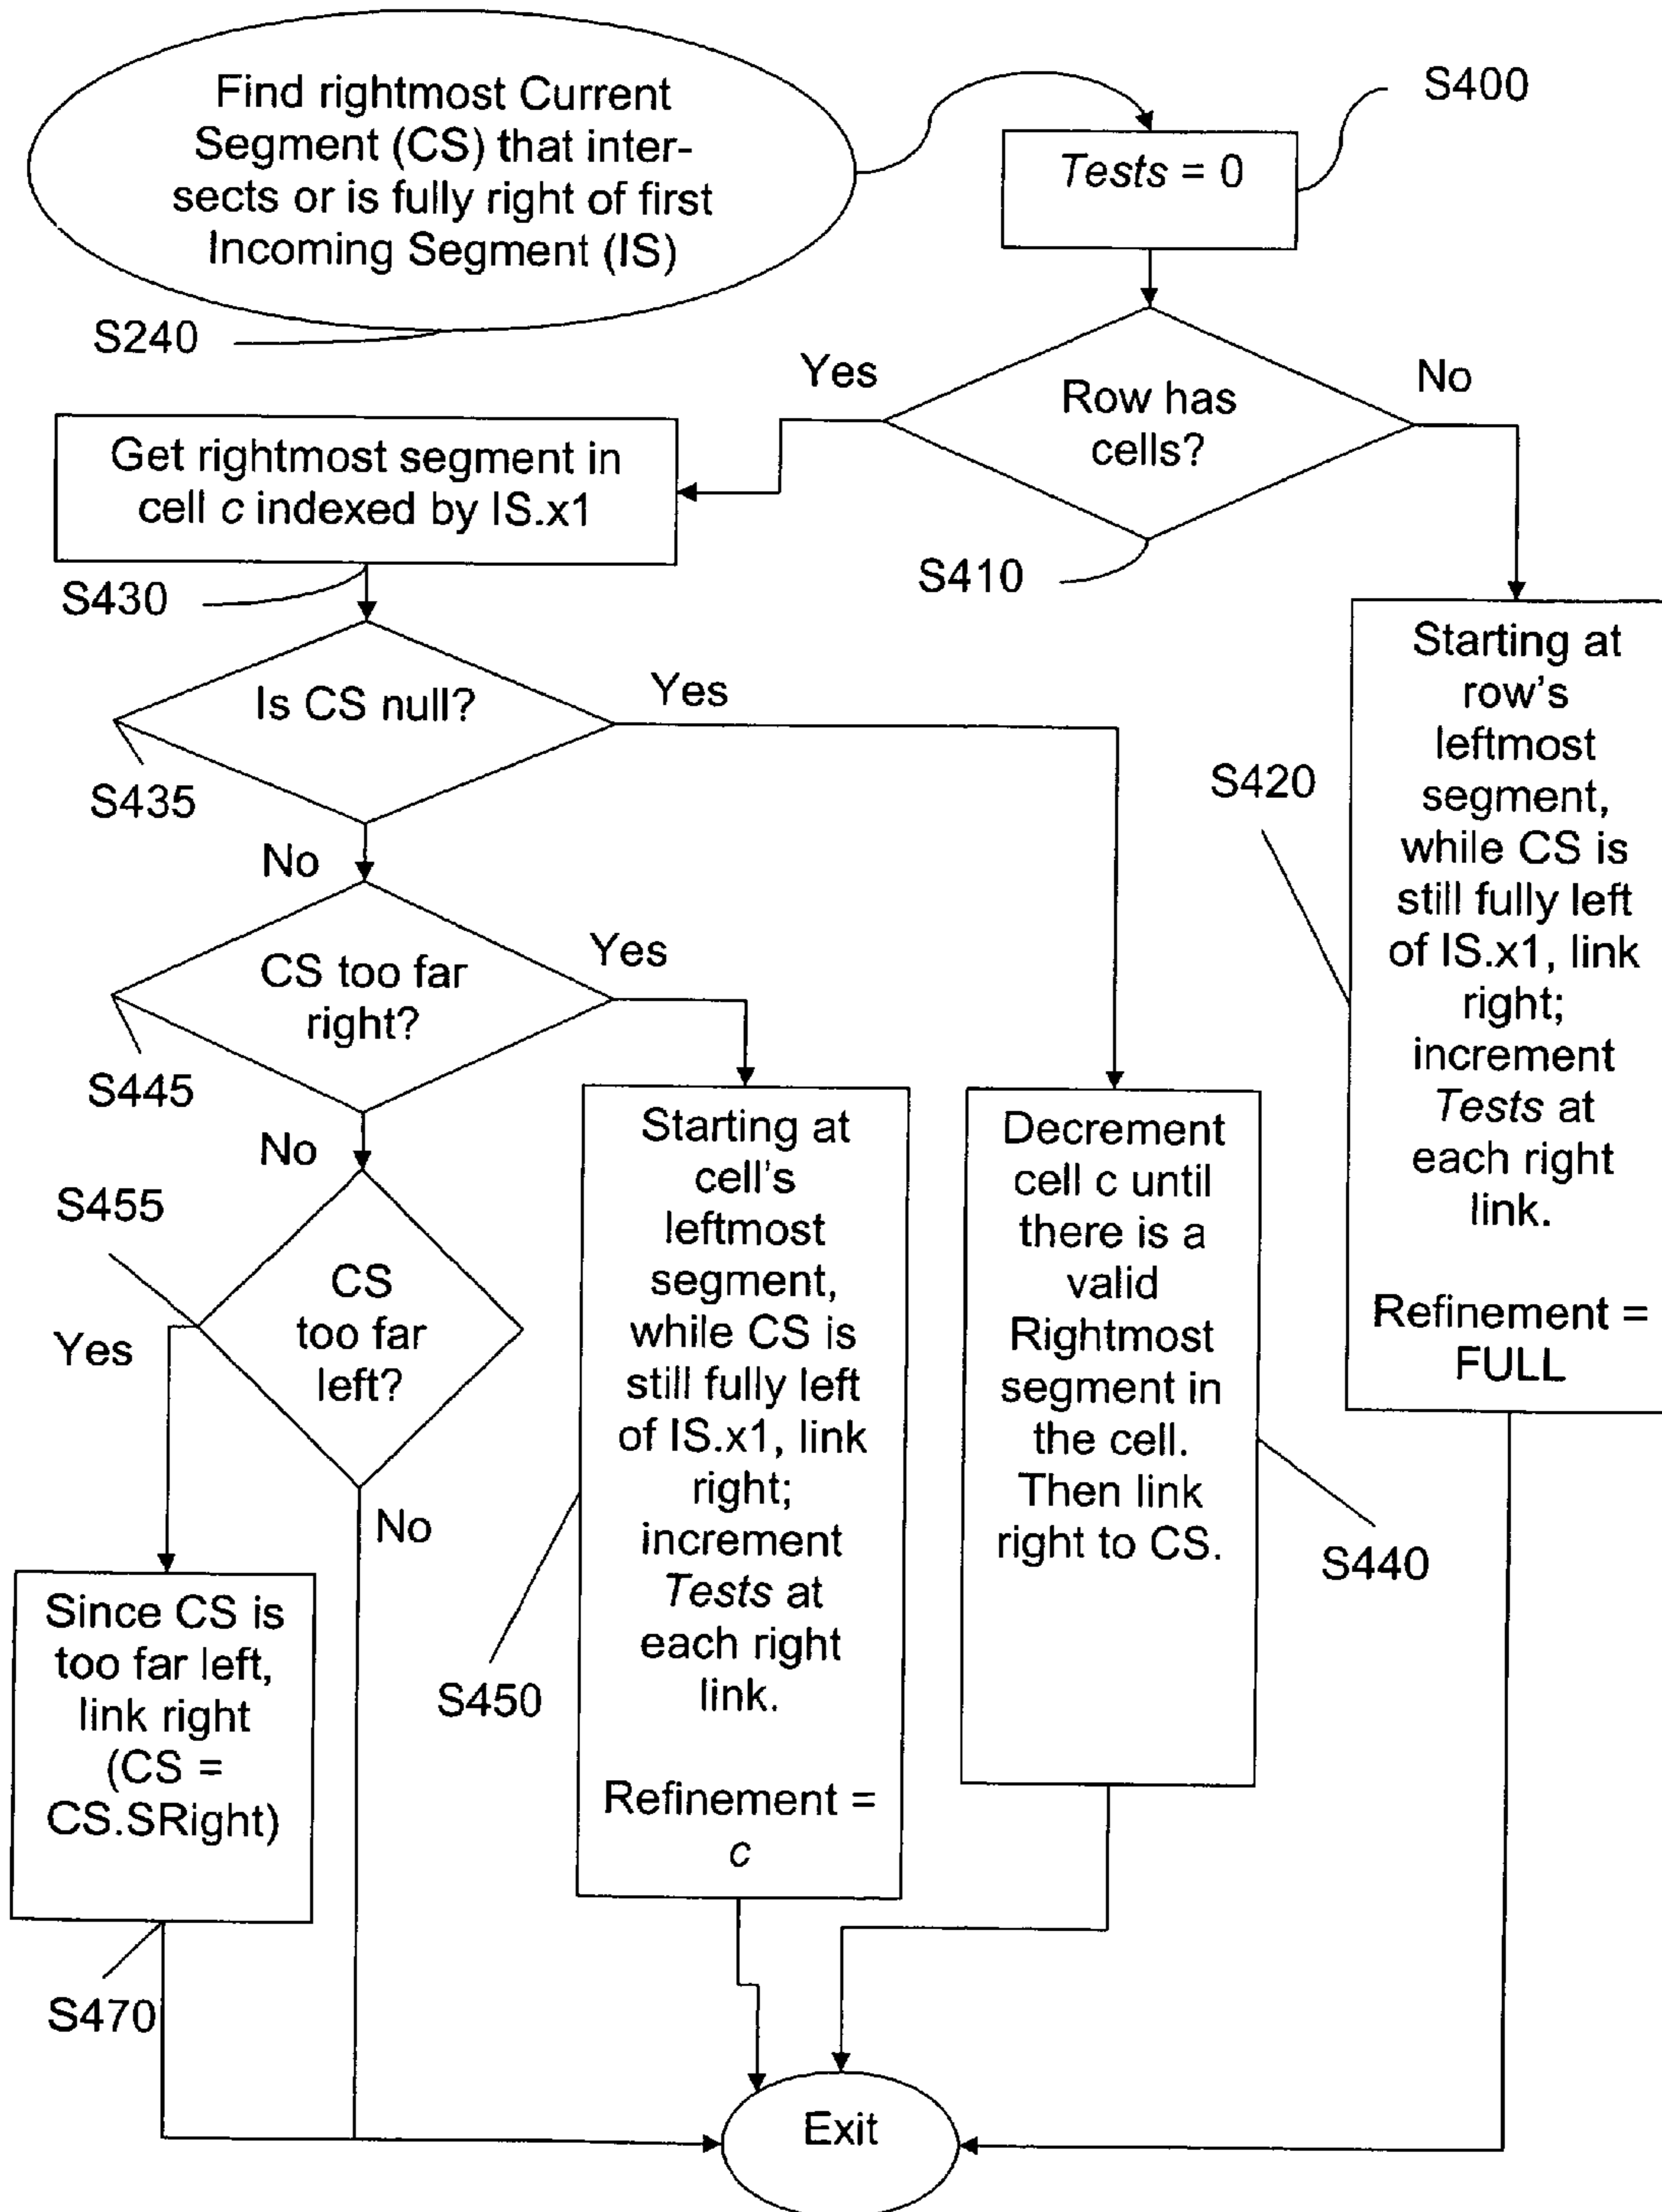 Find rightmost Current
Segment (CS) that inter-
sects or is fully right of first
Incoming Segment (IS)
S240
Tests = 0
S400
Row has
cells?
Yes
No
S410
Get rightmost segment in
cell c indexed by IS.x1
S430
Starting at
row's
leftmost
segment,
while CS is
still fully left
of IS.x1, link
right;
increment
Tests at
each right
link.
Refinement =
FULL
S420
Is CS null?
Yes
S435
No
CS too far
right?
Yes
S445
No
S455
CS
too far
left?
Yes
No
Starting at
cell's
leftmost
segment,
while CS is
still fully left
of IS.x1, link
right;
increment
Tests at
each right
link.
Refinement =
c
S450
Decrement
cell c until
there is a
valid
Rightmost
segment in
the cell.
Then link
right to CS.
S440
Since CS is
too far left,
link right
(CS =
CS.SRight)
S470
Exit